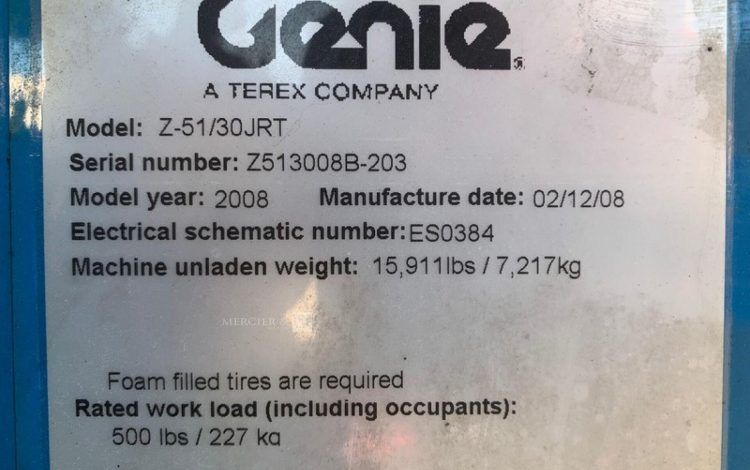 Genie
A TEREX COMPANY
Model: Z-51/30JRT
Serial number: Z513008B-203
Model year: 2008 Manufacture date: 02/12/08
Electrical schematic number:ES0384
Machine unladen weight: 15,911lbs / 7,217kg
MERCIER
Foam filled tires are required
Rated work load (including occupants):
500 lbs / 227 kg